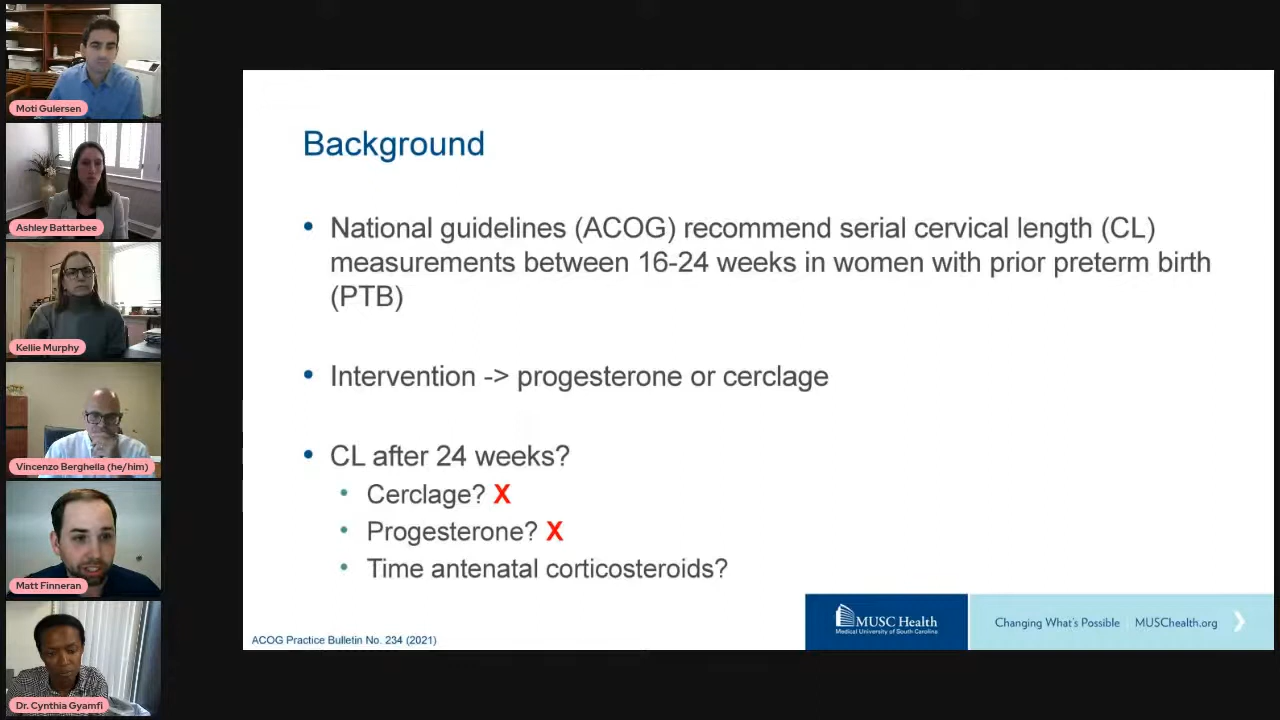 Moti Gulersen
Ashley Battarbee
Kellie Murphy
Vincenzo Berghella (he/him)
Matt Finneran
Dr. Cynthia Gyamfi
Background
• National guidelines (ACOG) recommend serial cervical length (CL)
measurements between 16-24 weeks in women with prior preterm birth
(PTB)
• Intervention -> progesterone or cerclage
• CL after 24 weeks?
• Cerclage? X
• Progesterone? X
• Time antenatal corticosteroids?
ACOG Practice Bulletin No. 234 (2021)
MUSC Health
Medical University of South Carolina
Changing What's Possible | MUSChealth.org